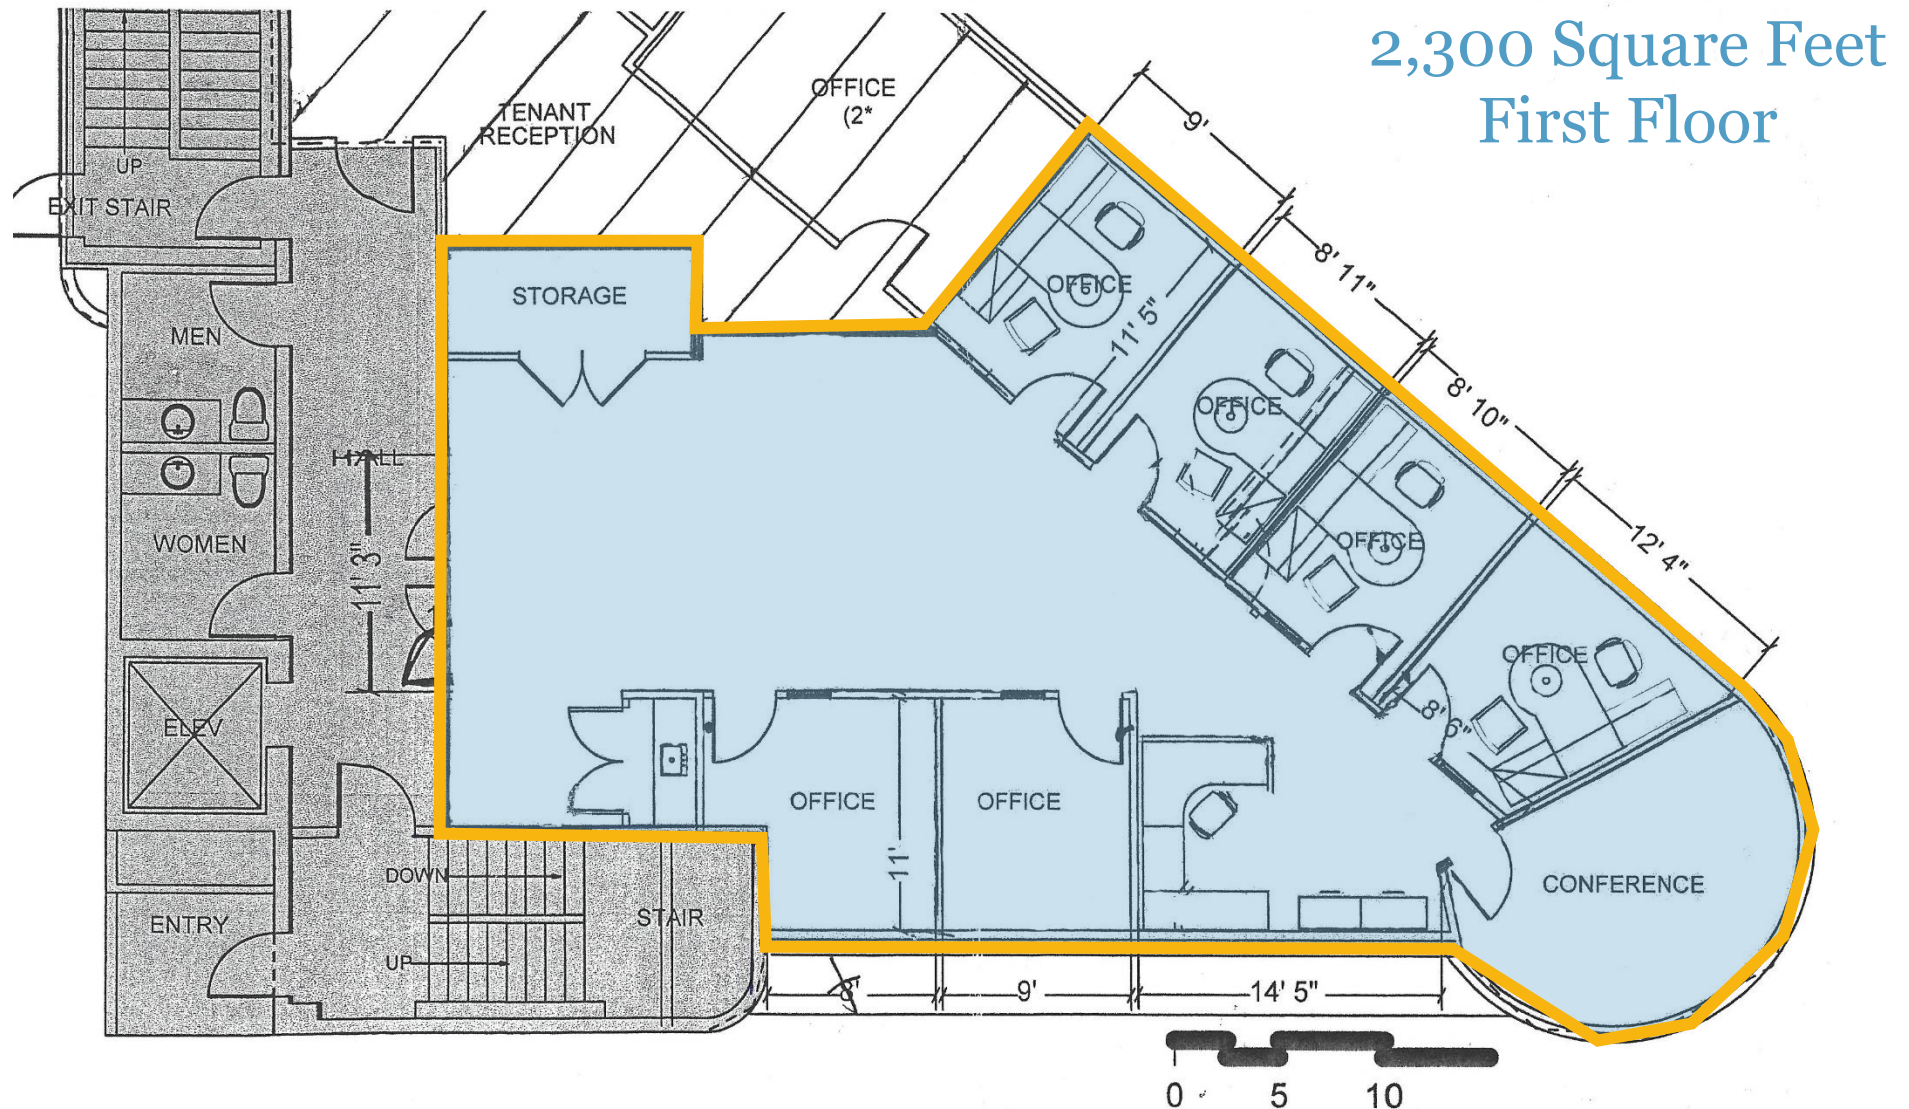 2,300 Square Feet
First Floor
OFFICE
(2*
TENANT
RECEPTION
9'
UP
EXIT STAIR
8' 11"
OFFICE
STORAGE
11' 5"
MEN
8' 10"
OFFICE
HALL
12' 4"
OFFICE
WOMEN
11' 3"
OFFICE
8' 6"
ELEV
OFFICE
OFFICE
11'
DOWN
CONFERENCE
STAIR
ENTRY
UP
8'
9'
14' 5"
0 5 10